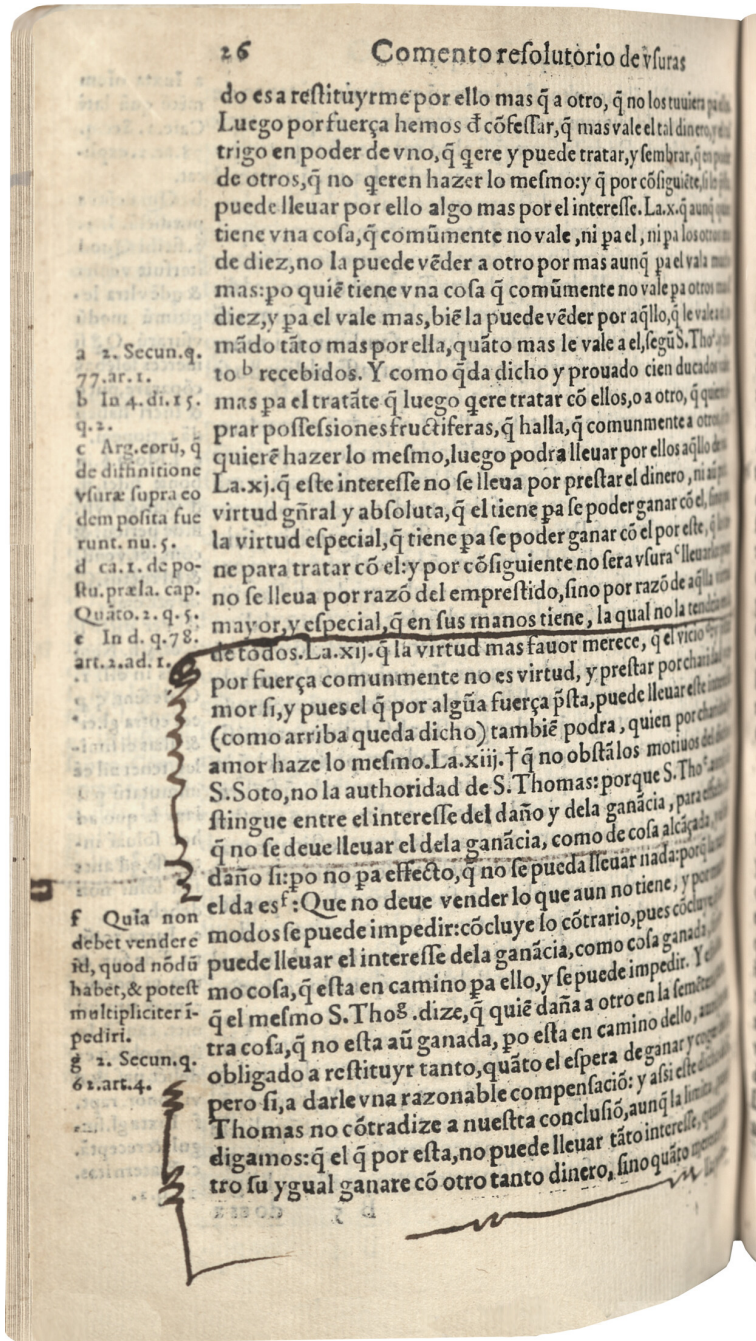 26 Comento resolutorio de vsuras
do es a restituyrme por ello mas q̃ a otro, q̃ no los tuuiera
Luego por fuerça hemos đ cõfessar, q̃ mas vale el tal dinero,
trigo en poder de vno, q̃ q̃ere y puede tratar, y sembrar,
de otros, q̃ no q̃eren hazer lo mesmo: y q̃ por cõsiguiẽte,
puede lleuar por ello algo mas por el interesse. La.x. q̃ aunq̃
tiene vna cosa, q̃ comũmente no vale, ni pa el, ni pa los otros
de diez, no la puede vẽder a otro por mas aunq̃ pa el vala
mas: po quiẽ tiene vna cosa q̃ comũmente no vale pa otros
diez, y pa el vale mas, biẽ la puede vẽder por aq̃llo, q̃ le vale
mãdo tãto mas por ella, quãto mas le vale a el, segũ S. Tho.
to b recebidos. Y como q̃da dicho y prouado cien ducados
mas pa el tratãte q̃ luego q̃ere tratar cõ ellos, o a otro, q̃
prar possessiones fructiferas, q̃ halla, q̃ comunmente a otros
quierẽ hazer lo mesmo, luego podra lleuar por ellos aq̃llo
La.xj. q̃ este interesse no se lleua por prestar el dinero, ni
virtud gñral y absoluta, q̃ el tiene pa se poder ganar cõ el,
la virtud especial, q̃ tiene pa se poder ganar cõ el por este,
ne para tratar cõ el: y por cõsiguiente no sera vsura c lleuar
no se lleua por razõ del emprestido, sino por razõ de aq̃lla
mayor, y especial, q̃ en sus manos tiene, la qual no la
de todos. La.xij. q̃ la virtud mas fauor merece, q̃ el vicio
por fuerça comunmente no es virtud, y prestar por
mor si, y pues el q̃ por algũa fuerça p̃sta, puede lleuar este
(como arriba queda dicho) tambiẽ podra, quien por
amor haze lo mesmo. La.xiij. † q̃ no obstã los motiuos
S. Soto, no la authoridad de S. Thomas: porque S. Tho. e
stingue entre el interesse del daño y dela ganãcia, para
q̃ no se deue lleuar el dela ganãcia, como de cosa alcãçada,
daño si: po no pa effecto, q̃ no se pueda lleuar nada:
el da es f: Que no deue vender lo que aun no tiene, y por
modos se puede impedir: cõcluye lo cõtrario, pues
puede lleuar el interesse dela ganãcia, como cosa ganada,
mo cosa, q̃ esta en camino pa ello, y se puede impedir. Y
q̃ el mesmo S. Tho g. dize, q̃ quiẽ daña a otro en la
tra cosa, q̃ no esta aũ ganada, po esta en camino dello,
obligado a restituyr tanto, quãto el espera de ganar y
pero si, a darle vna razonable compensaciõ: y assi este
Thomas no cõtradize a nuestta conclusiõ, aunq̃ la
digamos: q̃ el q̃ por esta, no puede lleuar tãto interesse,
tro su ygual ganare cõ otro tanto dinero, sino quãto
a 2. Secun. q.
77. ar. 1.
b In 4. di. 15.
q. 2.
c Arg. eorũ, q̃
de diffinitione
vsuræ supra eo
dem posita fue
runt. nu. 5.
d ca. 1. de po-
stu. præla. cap.
Quãto. 2. q. 5.
e In d. q. 78.
art. 2. ad. 1.
f Quia non
debet vendere
id, quod nõdũ
habet, & potest
multipliciter i-
pediri.
g 2. Secun. q.
62. art. 4.